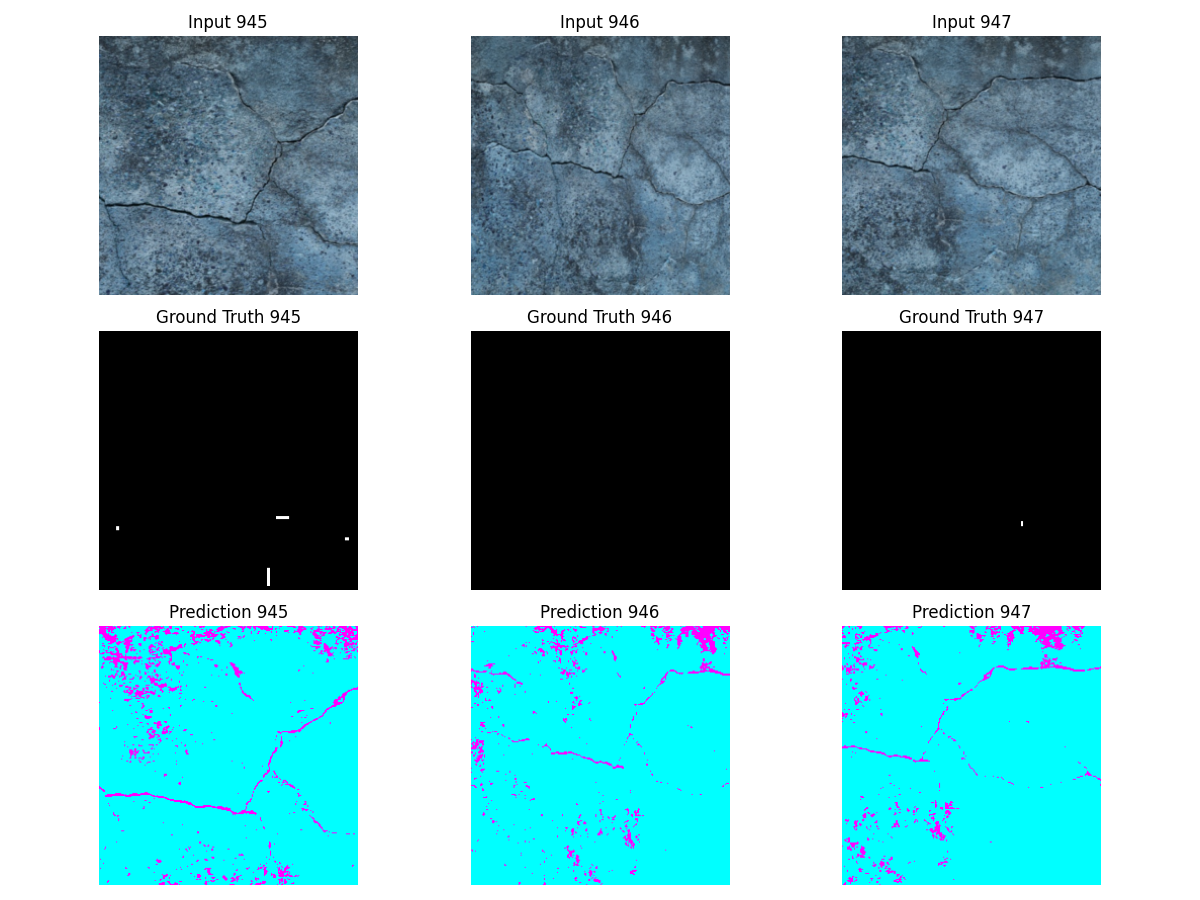 Input 945
Input 946
Input 947
Ground Truth 945
Ground Truth 946
Ground Truth 947
Prediction 945
Prediction 946
Prediction 947